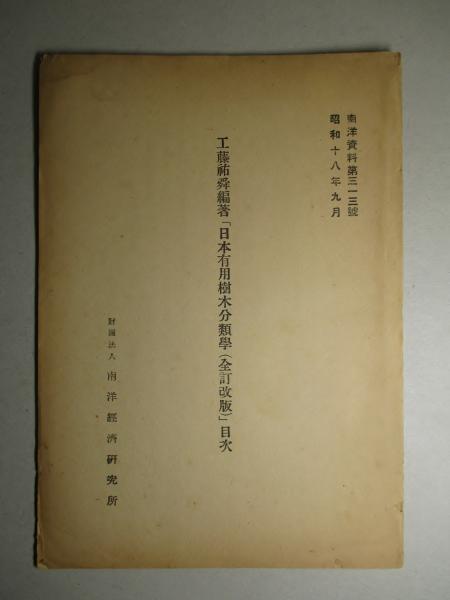 南洋資料第三一三號
昭和十八年九月
工藤祐舜編著「日本有用樹木分類學(全訂改版)」目次
財團法人 南洋經濟硏究所